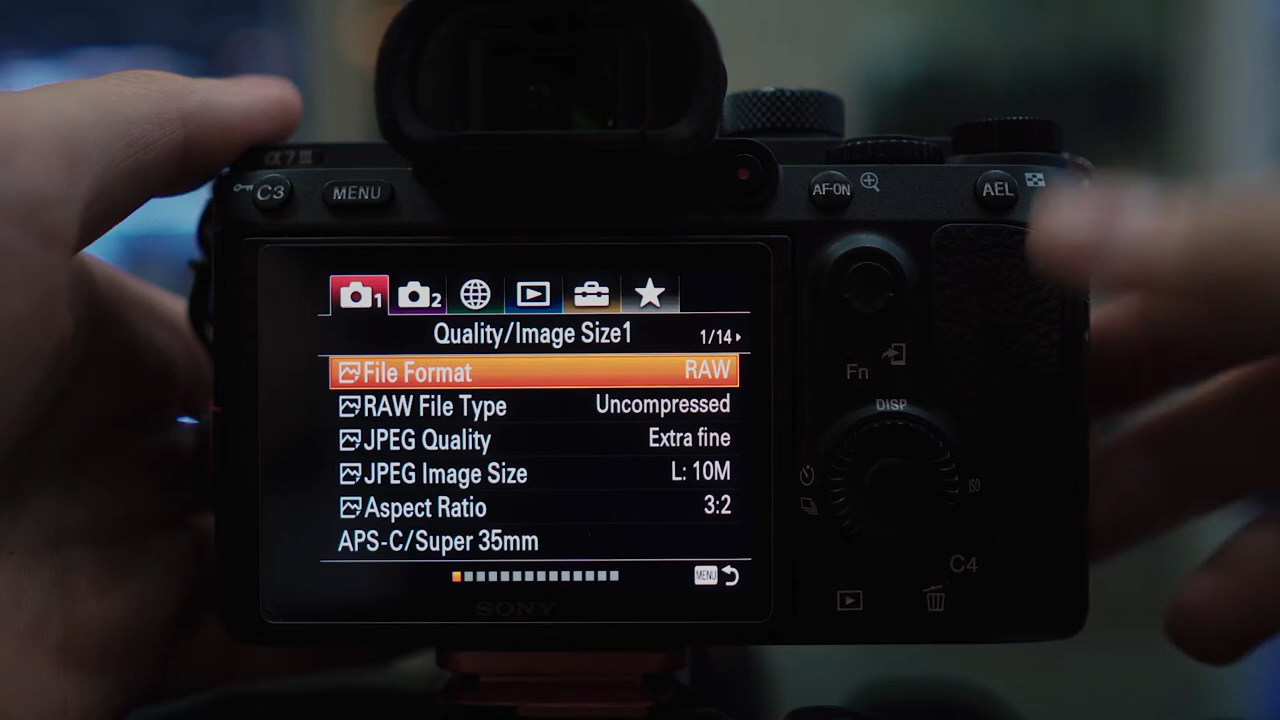 α7III
C3
MENU
AF-ON
AEL
1
2
Quality/Image Size1
1/14
File Format RAW
RAW File Type Uncompressed
JPEG Quality Extra fine
JPEG Image Size L: 10M
Aspect Ratio 3:2
APS-C/Super 35mm
MENU
SONY
Fn
DISP
ISO
C4